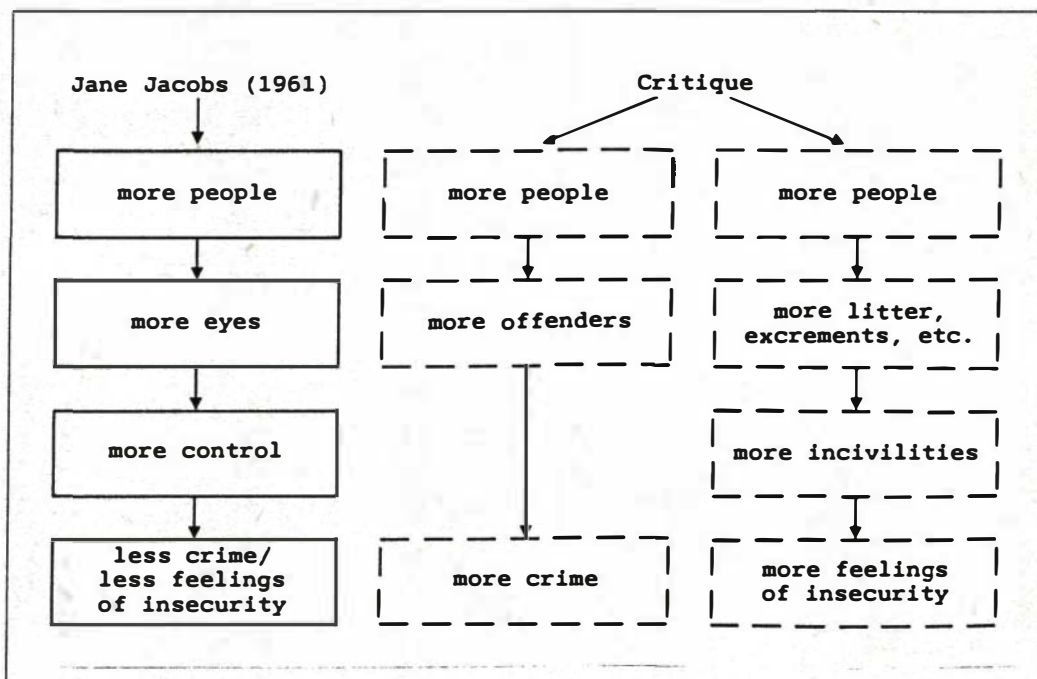 Jane Jacobs (1961)
more people
more eyes
more control
less crime/
less feelings
of insecurity
Critique
more people
more offenders
more crime
more people
more litter,
excrements, etc.
more incivilities
more feelings
of insecurity